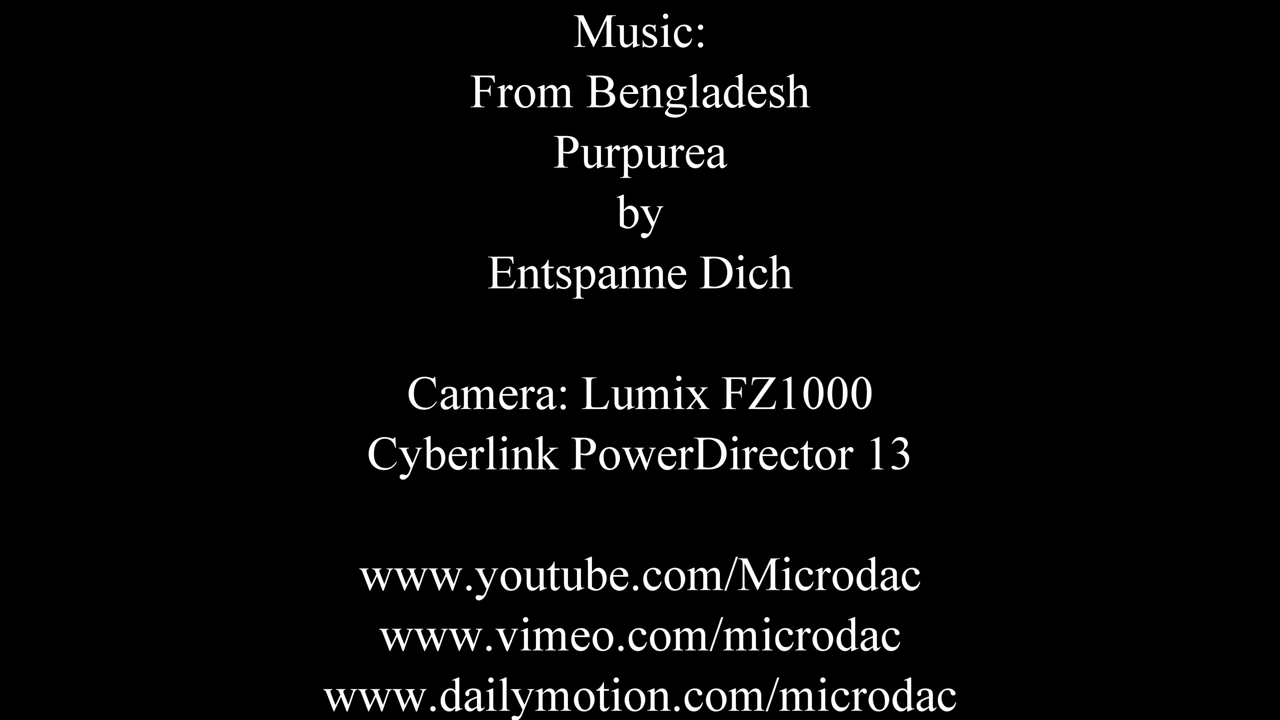 Music:
From Bengladesh
Purpurea
by
Entspanne Dich
Camera: Lumix FZ1000
Cyberlink PowerDirector 13
www.youtube.com/Microdac
www.vimeo.com/microdac
www.dailymotion.com/microdac